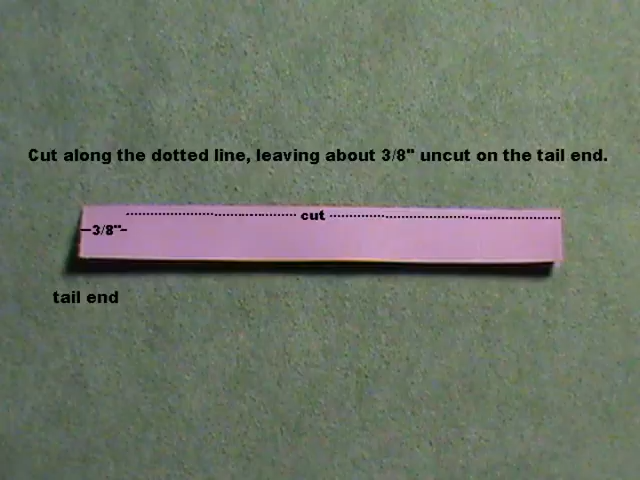 Cut along the dotted line, leaving about 3/8" uncut on the tail end.
cut
3/8"
tail end